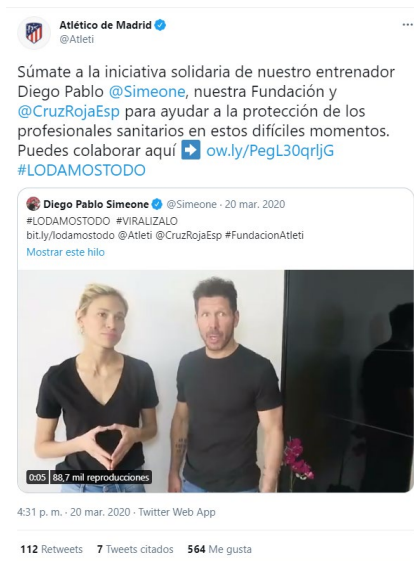 Atlético de Madrid
@Atleti
Súmate a la iniciativa solidaria de nuestro entrenador
Diego Pablo @Simeone, nuestra Fundación y
@CruzRojaEsp para ayudar a la protección de los
profesionales sanitarios en estos difíciles momentos.
Puedes colaborar aquí ➡ ow.ly/PegL30qrljG
#LODAMOSTODO
Diego Pablo Simeone @Simeone · 20 mar. 2020
#LODAMOSTODO #VIRALIZALO
bit.ly/lodamostodo @Atleti @CruzRojaEsp #FundacionAtleti
Mostrar este hilo
0:05 88,7 mil reproducciones
4:31 p. m. · 20 mar. 2020 · Twitter Web App
112 Retweets 7 Tweets citados 564 Me gusta